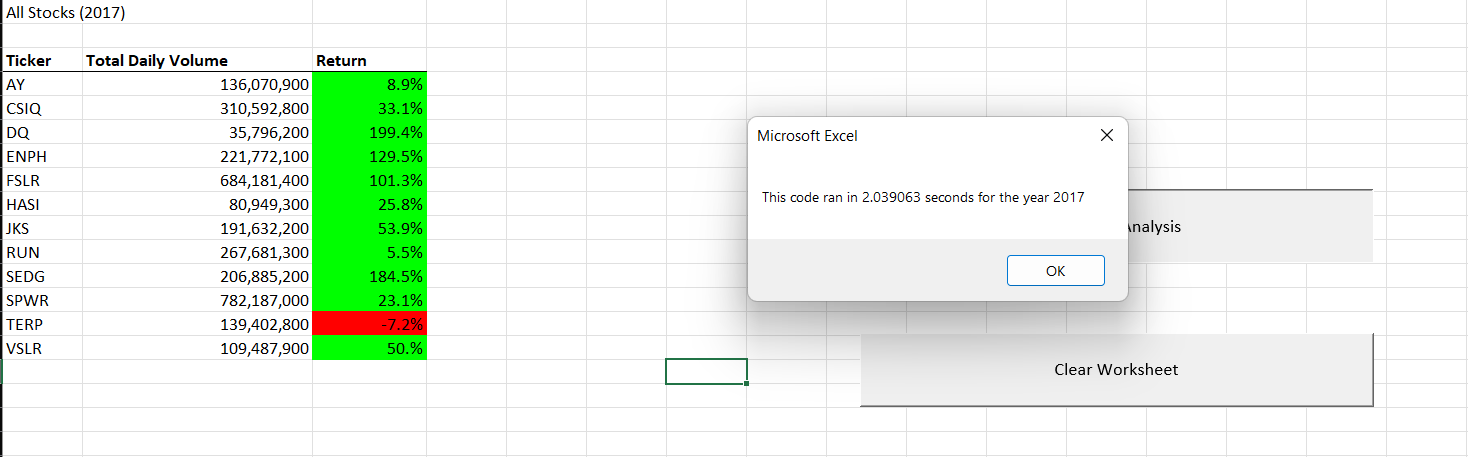 All Stocks (2017)
Ticker Total Daily Volume Return
AY 136,070,900 8.9%
CSIQ 310,592,800 33.1%
DQ 35,796,200 199.4%
ENPH 221,772,100 129.5%
FSLR 684,181,400 101.3%
HASI 80,949,300 25.8%
JKS 191,632,200 53.9%
RUN 267,681,300 5.5%
SEDG 206,885,200 184.5%
SPWR 782,187,000 23.1%
TERP 139,402,800 -7.2%
VSLR 109,487,900 50.%
Microsoft Excel
This code ran in 2.039063 seconds for the year 2017
OK
Analysis
Clear Worksheet